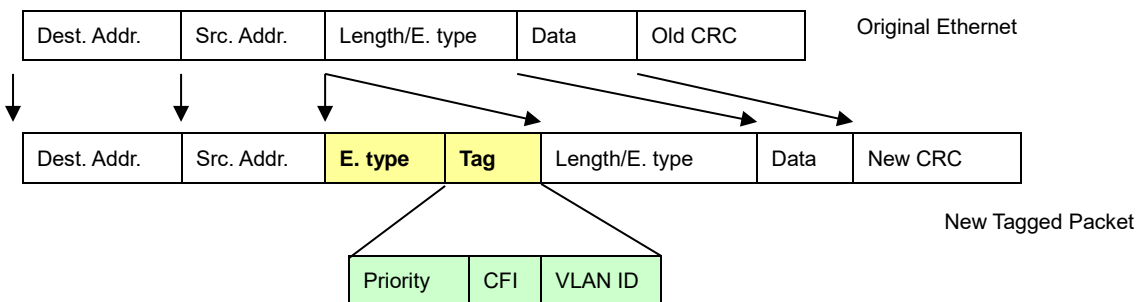 Dest. Addr. Src. Addr. Length/E. type Data Old CRC Original Ethernet
Dest. Addr. Src. Addr. E. type Tag Length/E. type Data New CRC
New Tagged Packet
Priority CFI VLAN ID